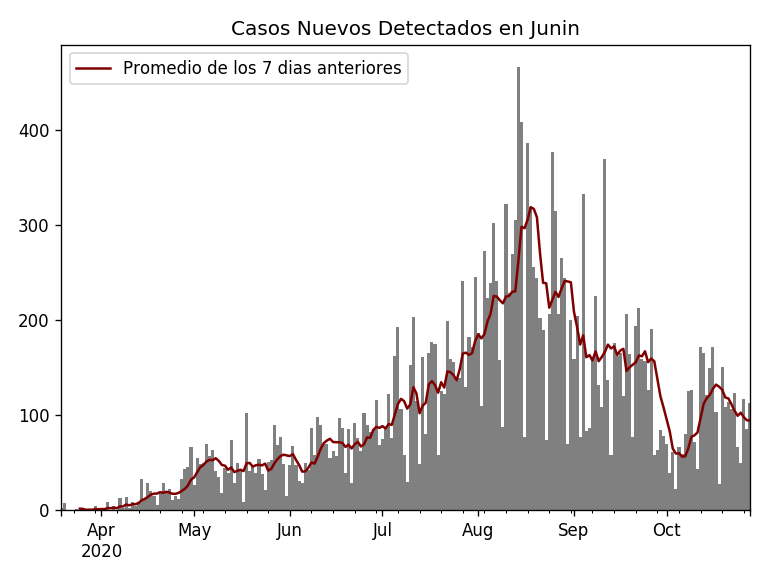 Casos Nuevos Detectados en Junin
Promedio de los 7 dias anteriores
400
300
200
100
0
Apr May Jun Jul Aug Sep Oct
2020